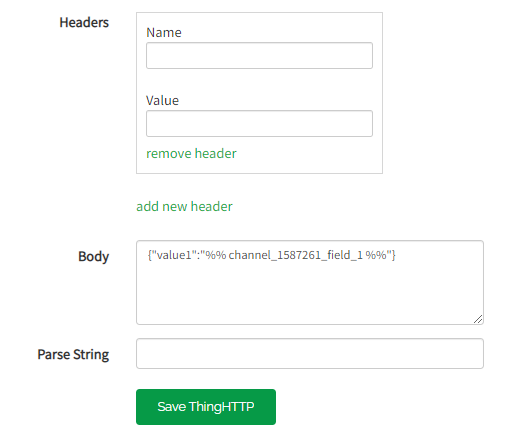 Headers
Name
Value
remove header
add new header
Body
{"value1":"%% channel_1587261_field_1 %%"}
Parse String
Save ThingHTTP